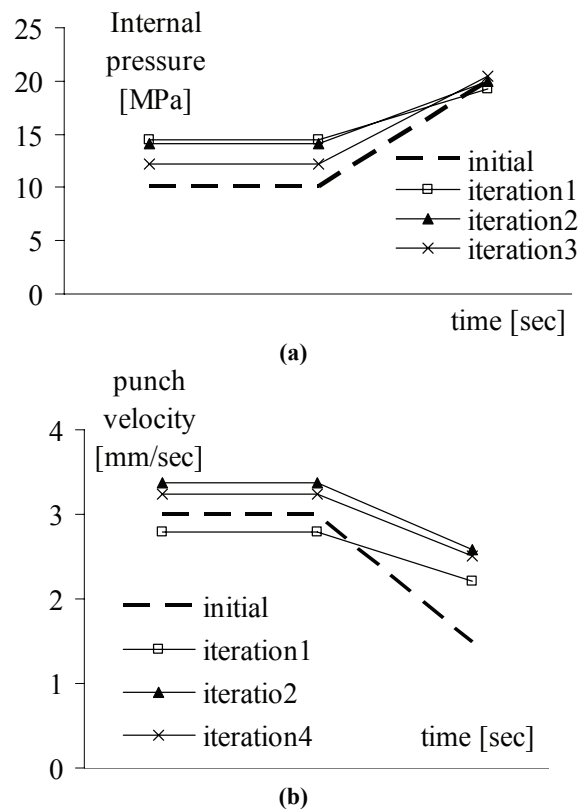 Internal
pressure
[MPa]
25
20
15
10
5
0
initial
iteration1
iteration2
iteration3
time [sec]
(a)
punch
velocity
[mm/sec]
4
3
2
1
0
initial
iteration1
iteratio2
iteration4
time [sec]
(b)